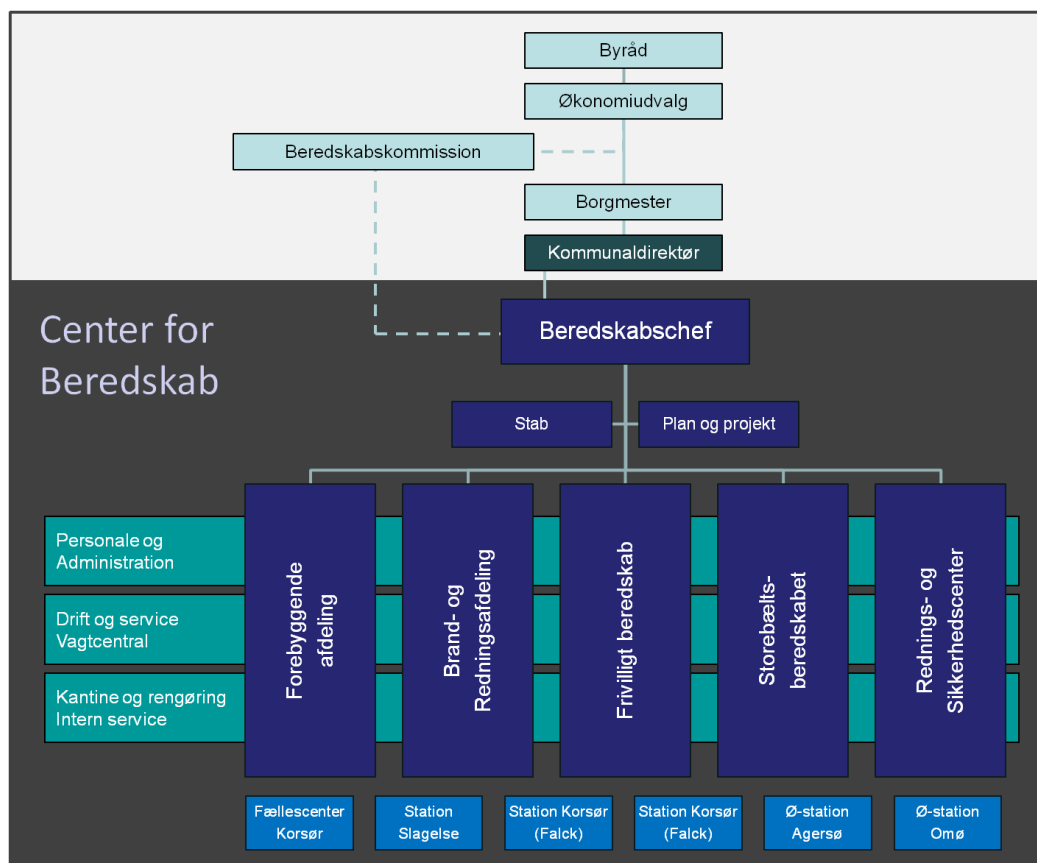 Byråd
Økonomiudvalg
Beredskabskommission
Borgmester
Kommunaldirektør
Center for
Beredskab
Beredskabschef
Stab
Plan og projekt
Personale og
Administration
Drift og service
Vagtcentral
Kantine og rengøring
Intern service
Forebyggende
afdeling
Brand- og
Redningsafdeling
Frivilligt beredskab
Storebælts-
beredskabet
Rednings- og
Sikkerhedscenter
Fællescenter
Korsør
Station
Slagelse
Station Korsør
(Falck)
Station Korsør
(Falck)
Ø-station
Agersø
Ø-station
Omø